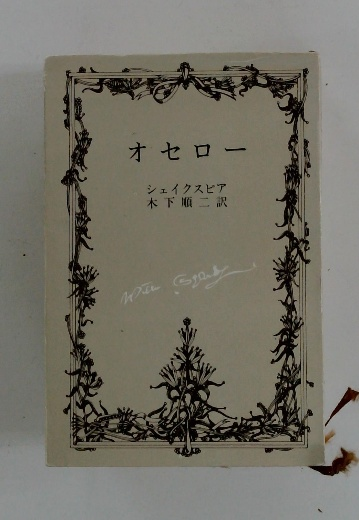 オセロー
シェイクスピア
木下順二訳